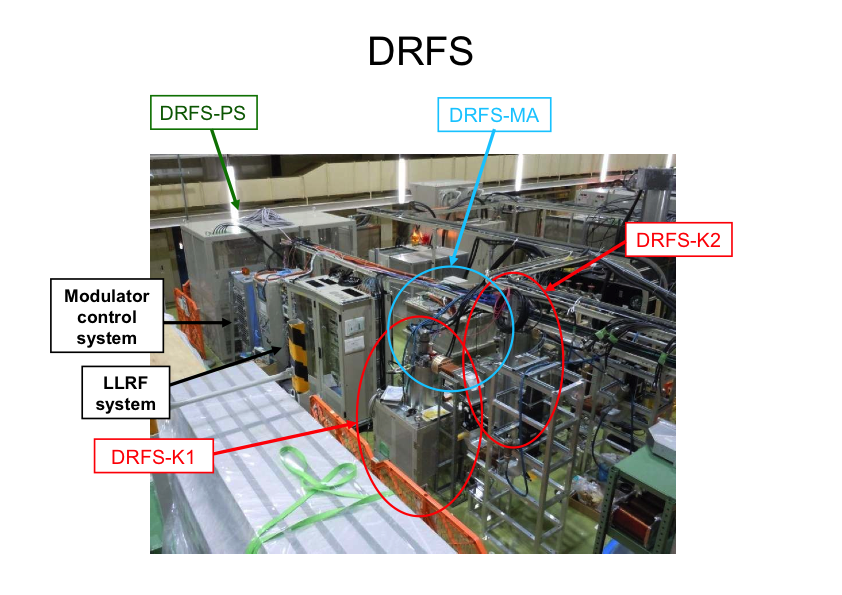 DRFS
DRFS-PS
DRFS-MA
DRFS-K2
Modulator
control
system
LLRF
system
DRFS-K1